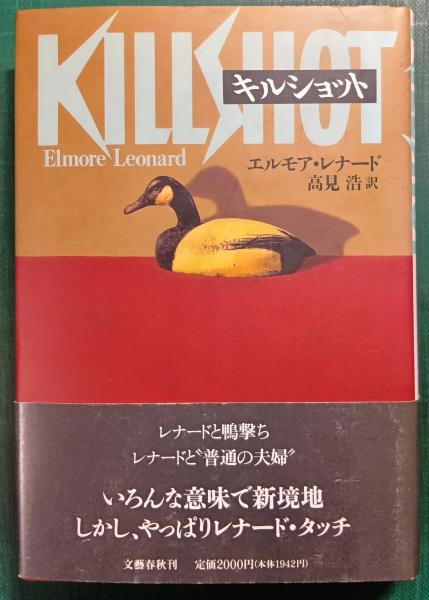 KILLSHOT
キルショット
Elmore Leonard
エルモア・レナード
高見 浩 訳
レナードと鴨撃ち
レナードと〝普通の夫婦〟
いろんな意味で新境地
しかし、やっぱりレナード・タッチ
文藝春秋刊 定価2000円(本体1942円)